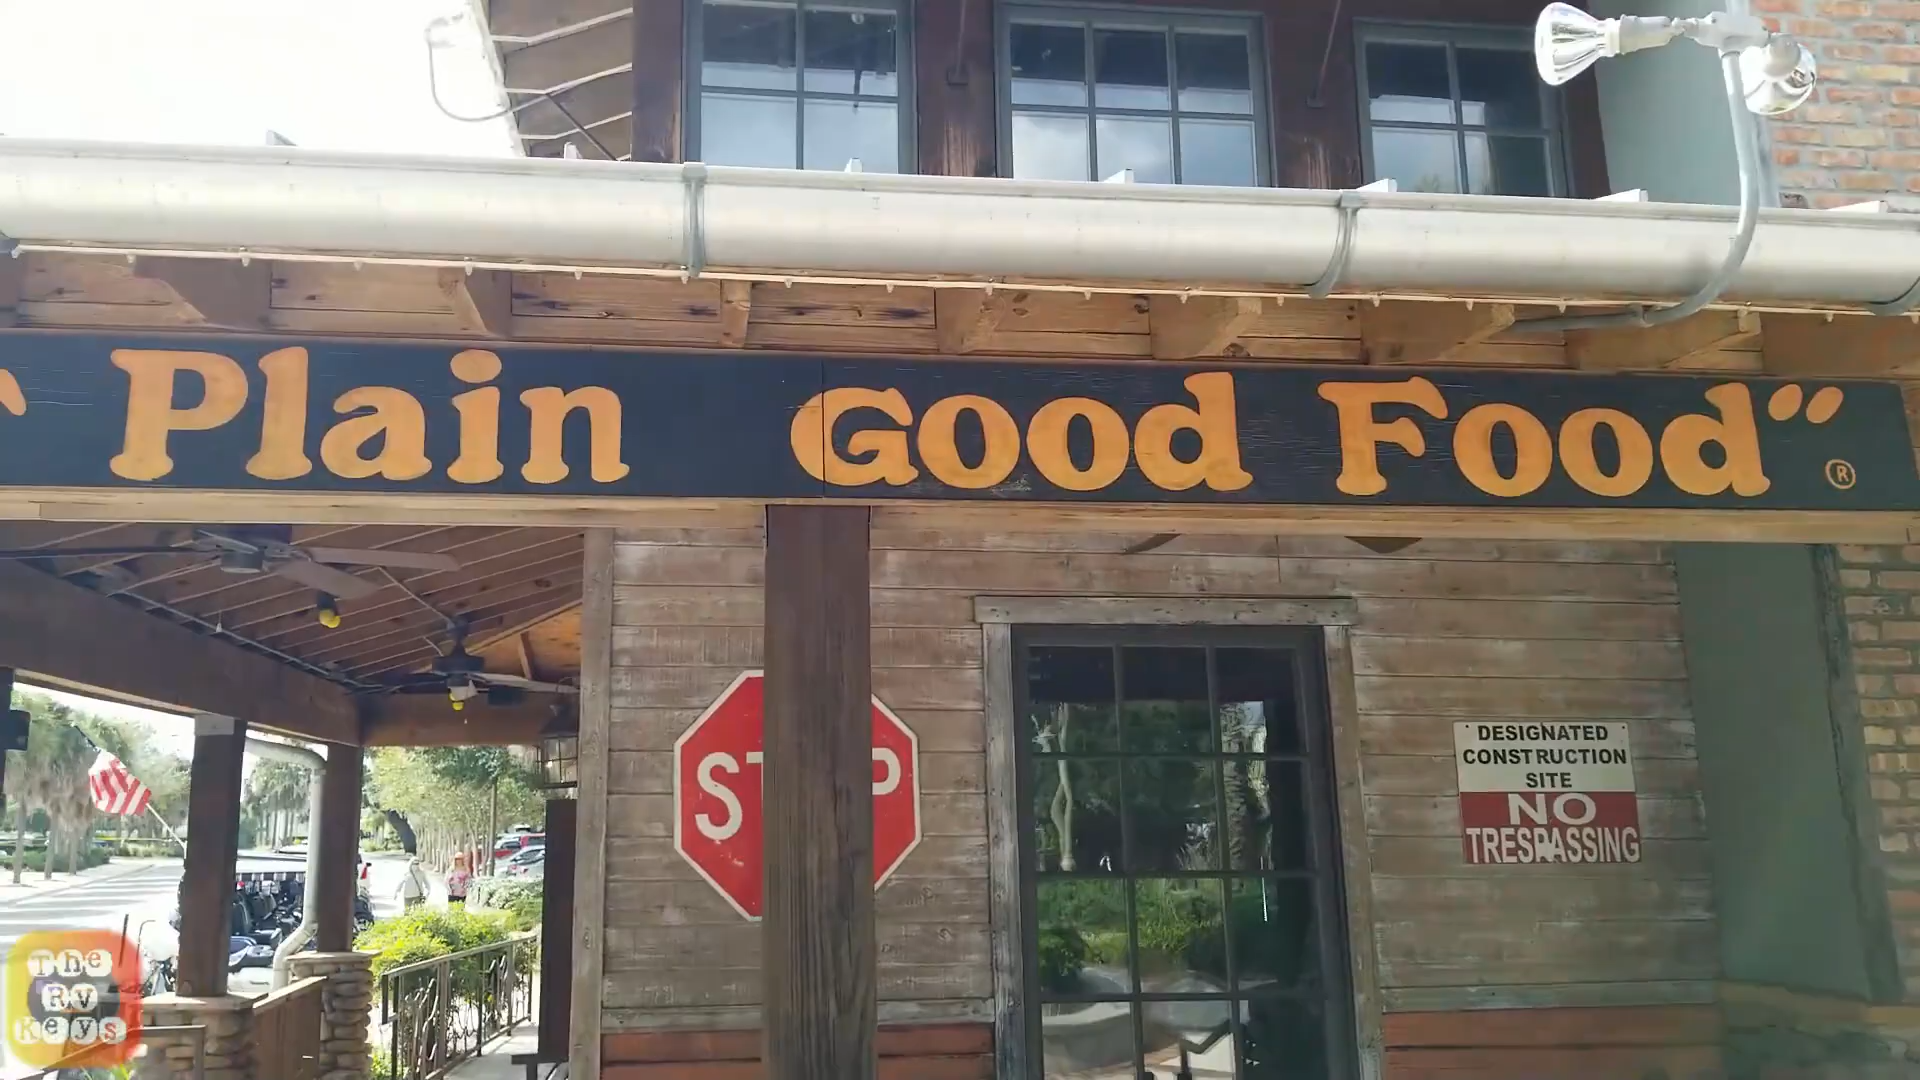 Plain Good Food" ®
STOP
DESIGNATED
CONSTRUCTION
SITE
NO
TRESPASSING
The
RV
Keys